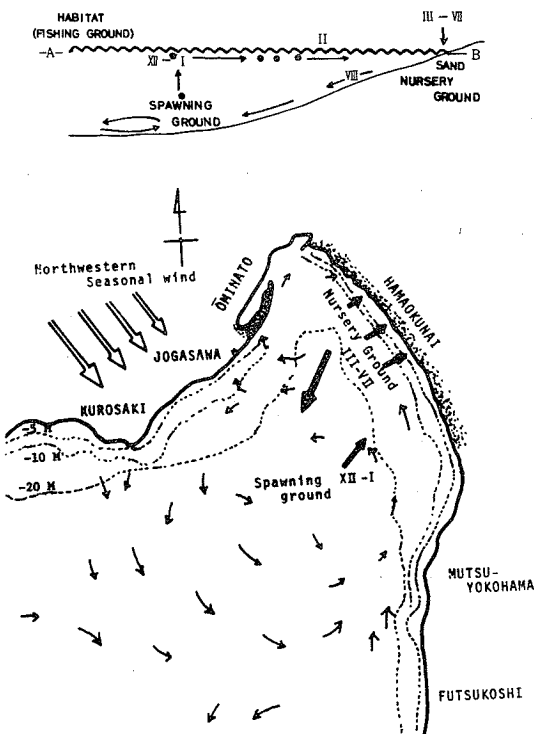 HABITAT
(FISHING GROUND)
II
III - VII
A
XII - I
B
SAND
NURSERY
GROUND
VIII
SPAWNING
GROUND
Northwestern
Seasonal wind
ŌMINATO
HAMAOKUNAI
Nursery Ground
III-VII
JOGASAWA
KUROSAKI
-5 M
-10 M
-20 M
Spawning
ground
XII-I
MUTSU-
YOKOHAMA
FUTSUKOSHI